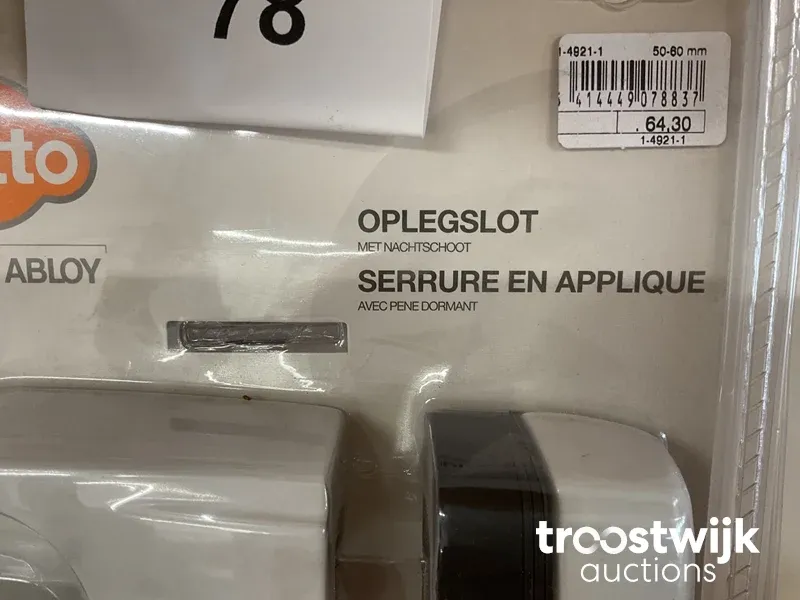 78
1-4921-1 50-60 mm
414449 078837
64,30
1-4921-1
tto
ABLOY
OPLEGSLOT
MET NACHTSCHOOT
SERRURE EN APPLIQUE
AVEC PENE DORMANT
troostwijk
auctions